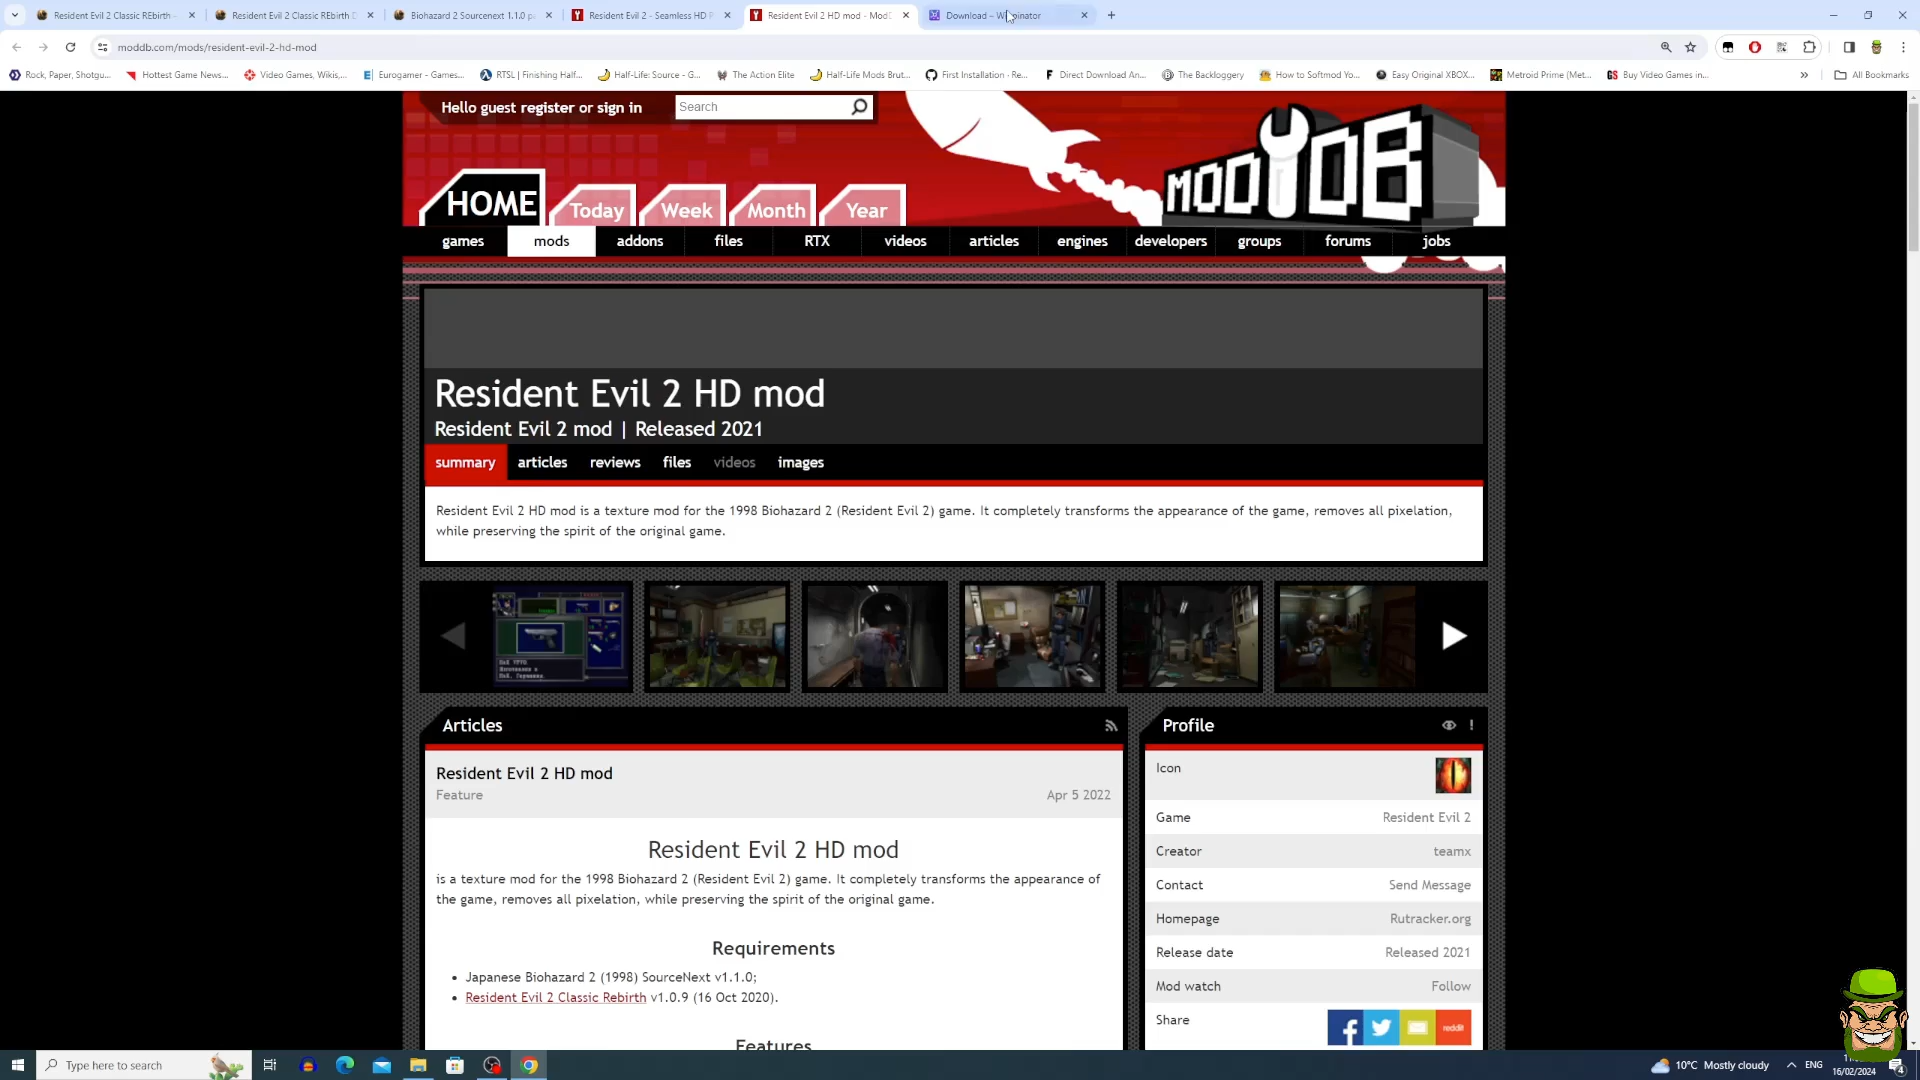 Resident Evil 2 Classic REbirth -
Resident Evil 2 Classic REbirth D
Biohazard 2 Sourcenext 1.1.0 pa
Resident Evil 2 - Seamless HD P
Resident Evil 2 HD mod - ModD
Download – W
inator
moddb.com/mods/resident-evil-2-hd-mod
Rock, Paper, Shotgu...
Hottest Game News...
Video Games, Wikis,...
Eurogamer - Games...
RTSL | Finishing Half...
Half-Life: Source - G...
The Action Elite
Half-Life Mods Brut...
First Installation · Re...
Direct Download An...
The Backloggery
How to Softmod Yo...
Easy Original XBOX...
Metroid Prime (Met...
Buy Video Games in...
All Bookmarks
Hello guest register or sign in
Search
MODDB
HOME
Today
Week
Month
Year
games
mods
addons
files
RTX
videos
articles
engines
developers
groups
forums
jobs
Resident Evil 2 HD mod
Resident Evil 2 mod | Released 2021
summary
articles
reviews
files
videos
images
Resident Evil 2 HD mod is a texture mod for the 1998 Biohazard 2 (Resident Evil 2) game. It completely transforms the appearance of the game, removes all pixelation,
while preserving the spirit of the original game.
Articles
Resident Evil 2 HD mod
Feature
Apr 5 2022
Resident Evil 2 HD mod
is a texture mod for the 1998 Biohazard 2 (Resident Evil 2) game. It completely transforms the appearance of
the game, removes all pixelation, while preserving the spirit of the original game.
Requirements
• Japanese Biohazard 2 (1998) SourceNext v1.1.0;
• Resident Evil 2 Classic Rebirth v1.0.9 (16 Oct 2020).
Features
Profile
Icon
Game
Resident Evil 2
Creator
teamx
Contact
Send Message
Homepage
Rutracker.org
Release date
Released 2021
Mod watch
Follow
Share
reddit
Type here to search
10°C Mostly cloudy
ENG
16/02/2024
4